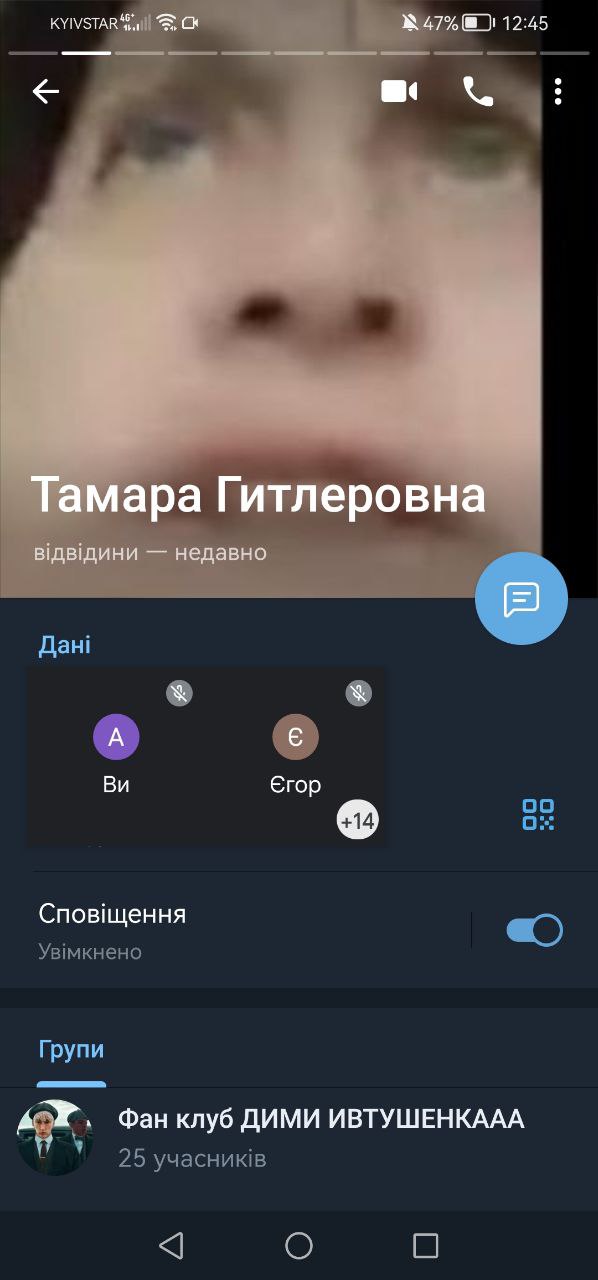 KYIVSTAR 4G+ 47% 12:45
Тамара Гитлеровна
відвідини — недавно
Дані
А Є
Ви Єгор
+14
Сповіщення
Увімкнено
Групи
Фан клуб ДИМИ ИВТУШЕНКААА
25 учасників